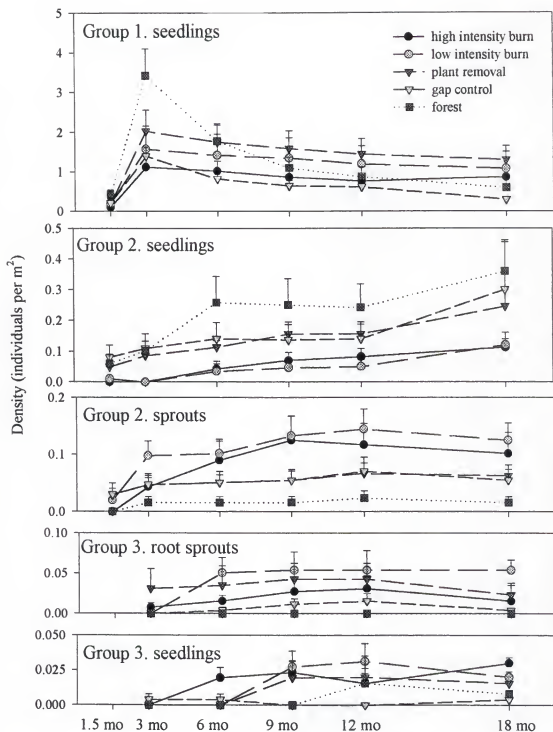 Group 1. seedlings
high intensity burn
low intensity burn
plant removal
gap control
forest
5
4
3
2
1
0
Group 2. seedlings
0.5
0.4
0.3
0.2
0.1
0.0
Density (individuals per m²)
Group 2. sprouts
0.2
0.1
0.0
Group 3. root sprouts
0.10
0.05
0.00
Group 3. seedlings
0.050
0.025
0.000
1.5 mo 3 mo 6 mo 9 mo 12 mo 18 mo